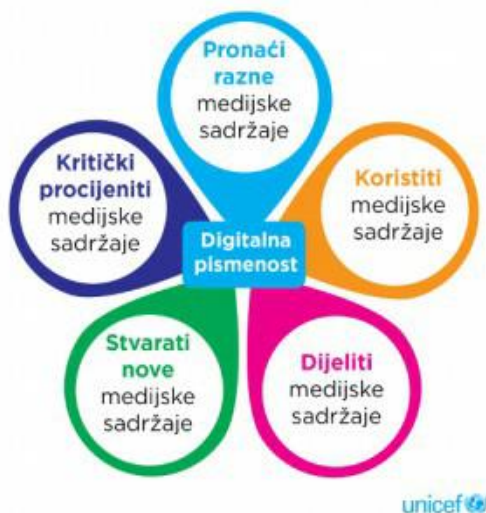 Pronaći
razne
medijske
sadržaje
Kritički
procijeniti
medijske
sadržaje
Koristiti
medijske
sadržaje
Digitalna
pismenost
Stvarati
nove
medijske
sadržaje
Dijeliti
medijske
sadržaje
unicef